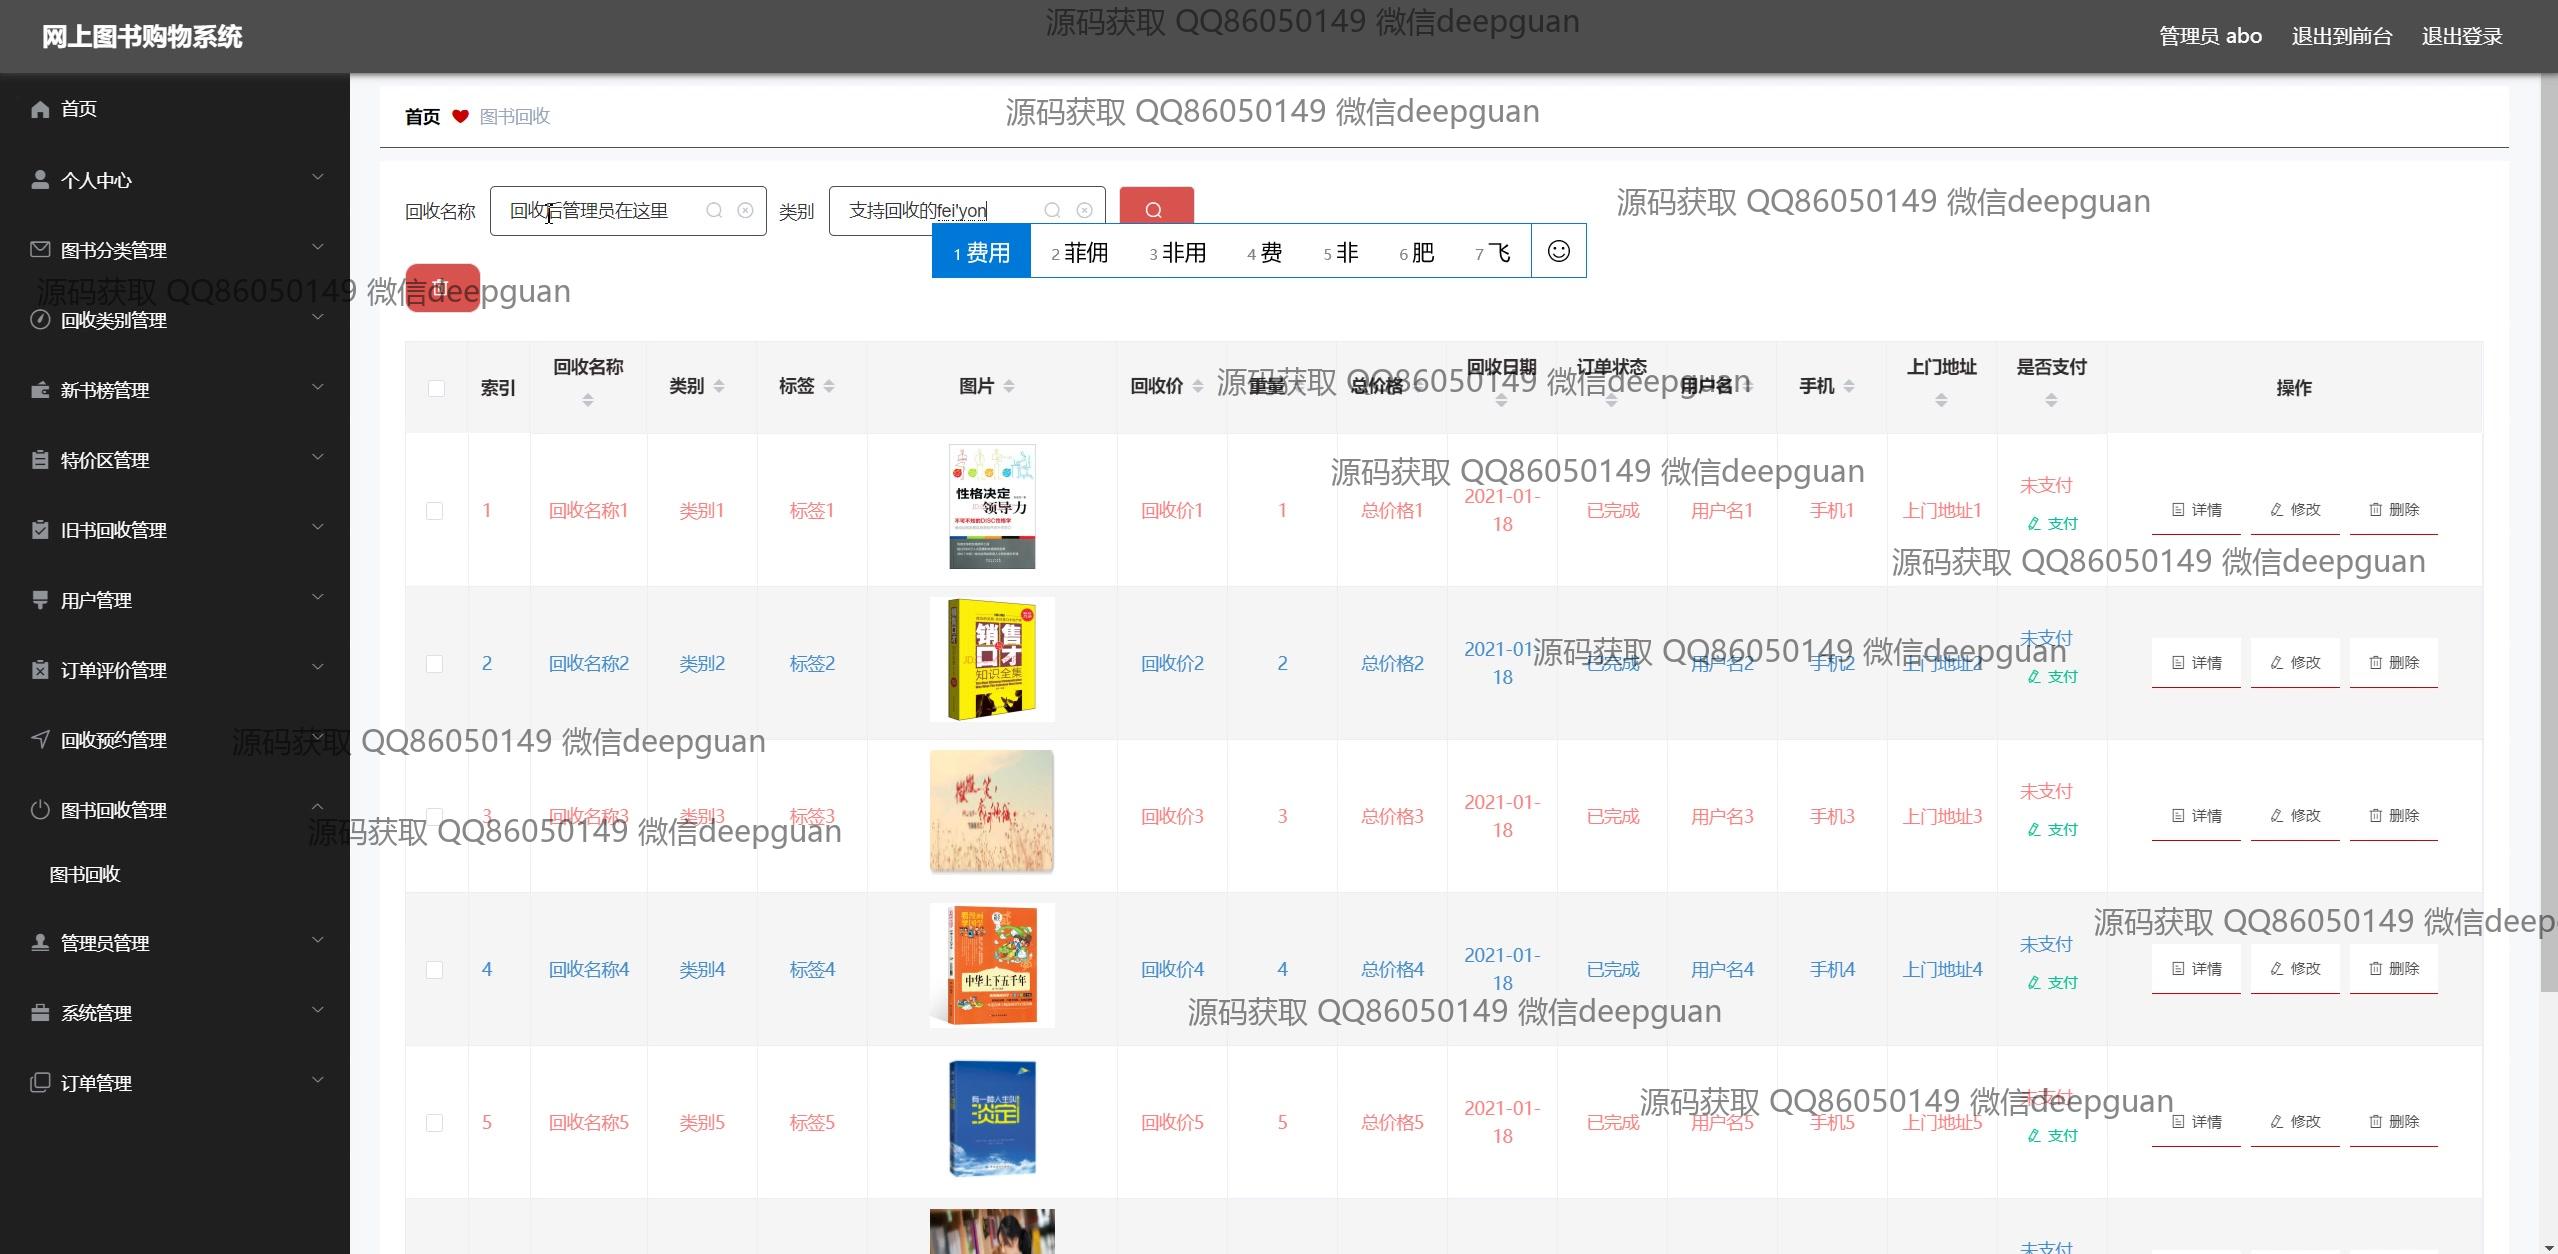 网上图书购物系统
源码获取 QQ86050149 微信deepguan
管理员 abo
退出到前台
退出登录
首页
个人中心
图书分类管理
回收类别管理
新书榜管理
特价区管理
旧书回收管理
用户管理
订单评价管理
回收预约管理
图书回收管理
图书回收
管理员管理
系统管理
订单管理
首页 图书回收
源码获取 QQ86050149 微信deepguan
回收名称 回收后管理员在这里 类别 支持回收的fei'yon
源码获取 QQ86050149 微信deepguan
1 费用 2 菲佣 3 非用 4 费 5 非 6 肥 7 飞
源码获取 QQ86050149 微信deepguan
索引 回收名称 类别 标签 图片 回收价 重量 总价格 回收日期 订单状态 用户名 手机 上门地址 是否支付 操作
源码获取 QQ86050149 微信deepguan
源码获取 QQ86050149 微信deepguan
性格决定
领导力
不可不知的DISC性格学
1 回收名称1 类别1 标签1 回收价1 1 总价格1 2021-01-18 已完成 用户名1 手机1 上门地址1 未支付 支付 详情 修改 删除
源码获取 QQ86050149 微信deepguan
销售
口才
知识全集
2 回收名称2 类别2 标签2 回收价2 2 总价格2 2021-01-18 已完成 用户名2 手机2 上门地址2 未支付 支付 详情 修改 删除
源码获取 QQ86050149 微信deepguan
源码获取 QQ86050149 微信deepguan
3 回收名称3 类别3 标签3 回收价3 3 总价格3 2021-01-18 已完成 用户名3 手机3 上门地址3 未支付 支付 详情 修改 删除
源码获取 QQ86050149 微信deepguan
源码获取 QQ86050149 微信deep
中华上下五千年
4 回收名称4 类别4 标签4 回收价4 4 总价格4 2021-01-18 已完成 用户名4 手机4 上门地址4 未支付 支付 详情 修改 删除
源码获取 QQ86050149 微信deepguan
源码获取 QQ86050149 微信deepguan
有一种人生叫
淡定
5 回收名称5 类别5 标签5 回收价5 5 总价格5 2021-01-18 已完成 用户名5 手机5 上门地址5 未支付 支付 详情 修改 删除
未支付